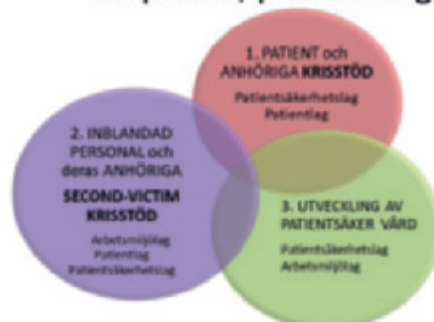 1. PATIENT och
ANHÖRIGA KRISSTÖD
Patientsäkerhetslag
Patientlag
2. INBLANDAD
PERSONAL och
deras ANHÖRIGA
SECOND-VICTIM
KRISSTÖD
Arbetsmiljölag
Patientlag
Patientsäkerhetslag
3. UTVECKLING AV
PATIENTSÄKER VÅRD
Patientsäkerhetslag
Arbetsmiljölag